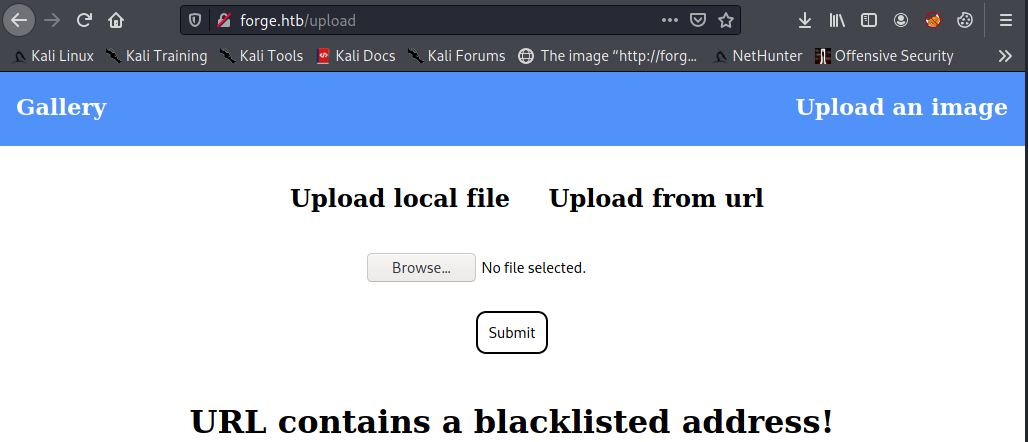 forge.htb/upload
Kali Linux Kali Training Kali Tools Kali Docs Kali Forums The image "http://forg... NetHunter Offensive Security
Gallery Upload an image
Upload local file Upload from url
Browse... No file selected.
Submit
URL contains a blacklisted address!